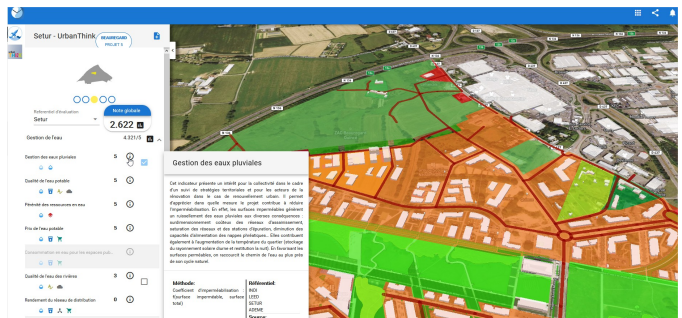 Setur - UrbanThink
BEAUREGARD
PROJET 5
Référentiel d'évaluation
Setur
Note globale
2.622
Gestion de l'eau
4.321/5
Gestion des eaux pluviales 5
Qualité de l'eau potable 5
Pérénité des ressources en eau 5
Prix de l'eau potable 5
Consommation en eau pour les espaces pub...
Qualité de l'eau des rivières 3
Rendement du réseau de distribution 0
Gestion des eaux pluviales
Cet indicateur présente un intérêt pour la collectivité dans le cadre
d'un suivi de stratégies territoriales et pour les acteurs de la
rénovation dans le cas de renouvellement urbain. Il permet
d'apprécier dans quelle mesure le projet contribue à réduire
l'imperméabilisation. En effet, les surfaces imperméables génèrent
un ruissellement des eaux pluviales aux diverses conséquences :
surdimensionnement coûteux des réseaux d'assainissement,
saturation des réseaux et des stations d'épuration, diminution des
capacités d'alimentation des nappes phréatiques... Elles contribuent
également à l'augmentation de la température du quartier (stockage
du rayonnement solaire diurne et restitution la nuit). En favorisant les
surfaces perméables, on raccourcit le chemin de l'eau au plus près
de son cycle naturel.
Méthode:
Coefficient d'imperméabilisation :
f(surface imperméable, surface
total)
Référentiel:
INDI
LEED
SETUR
ADEME
Source: